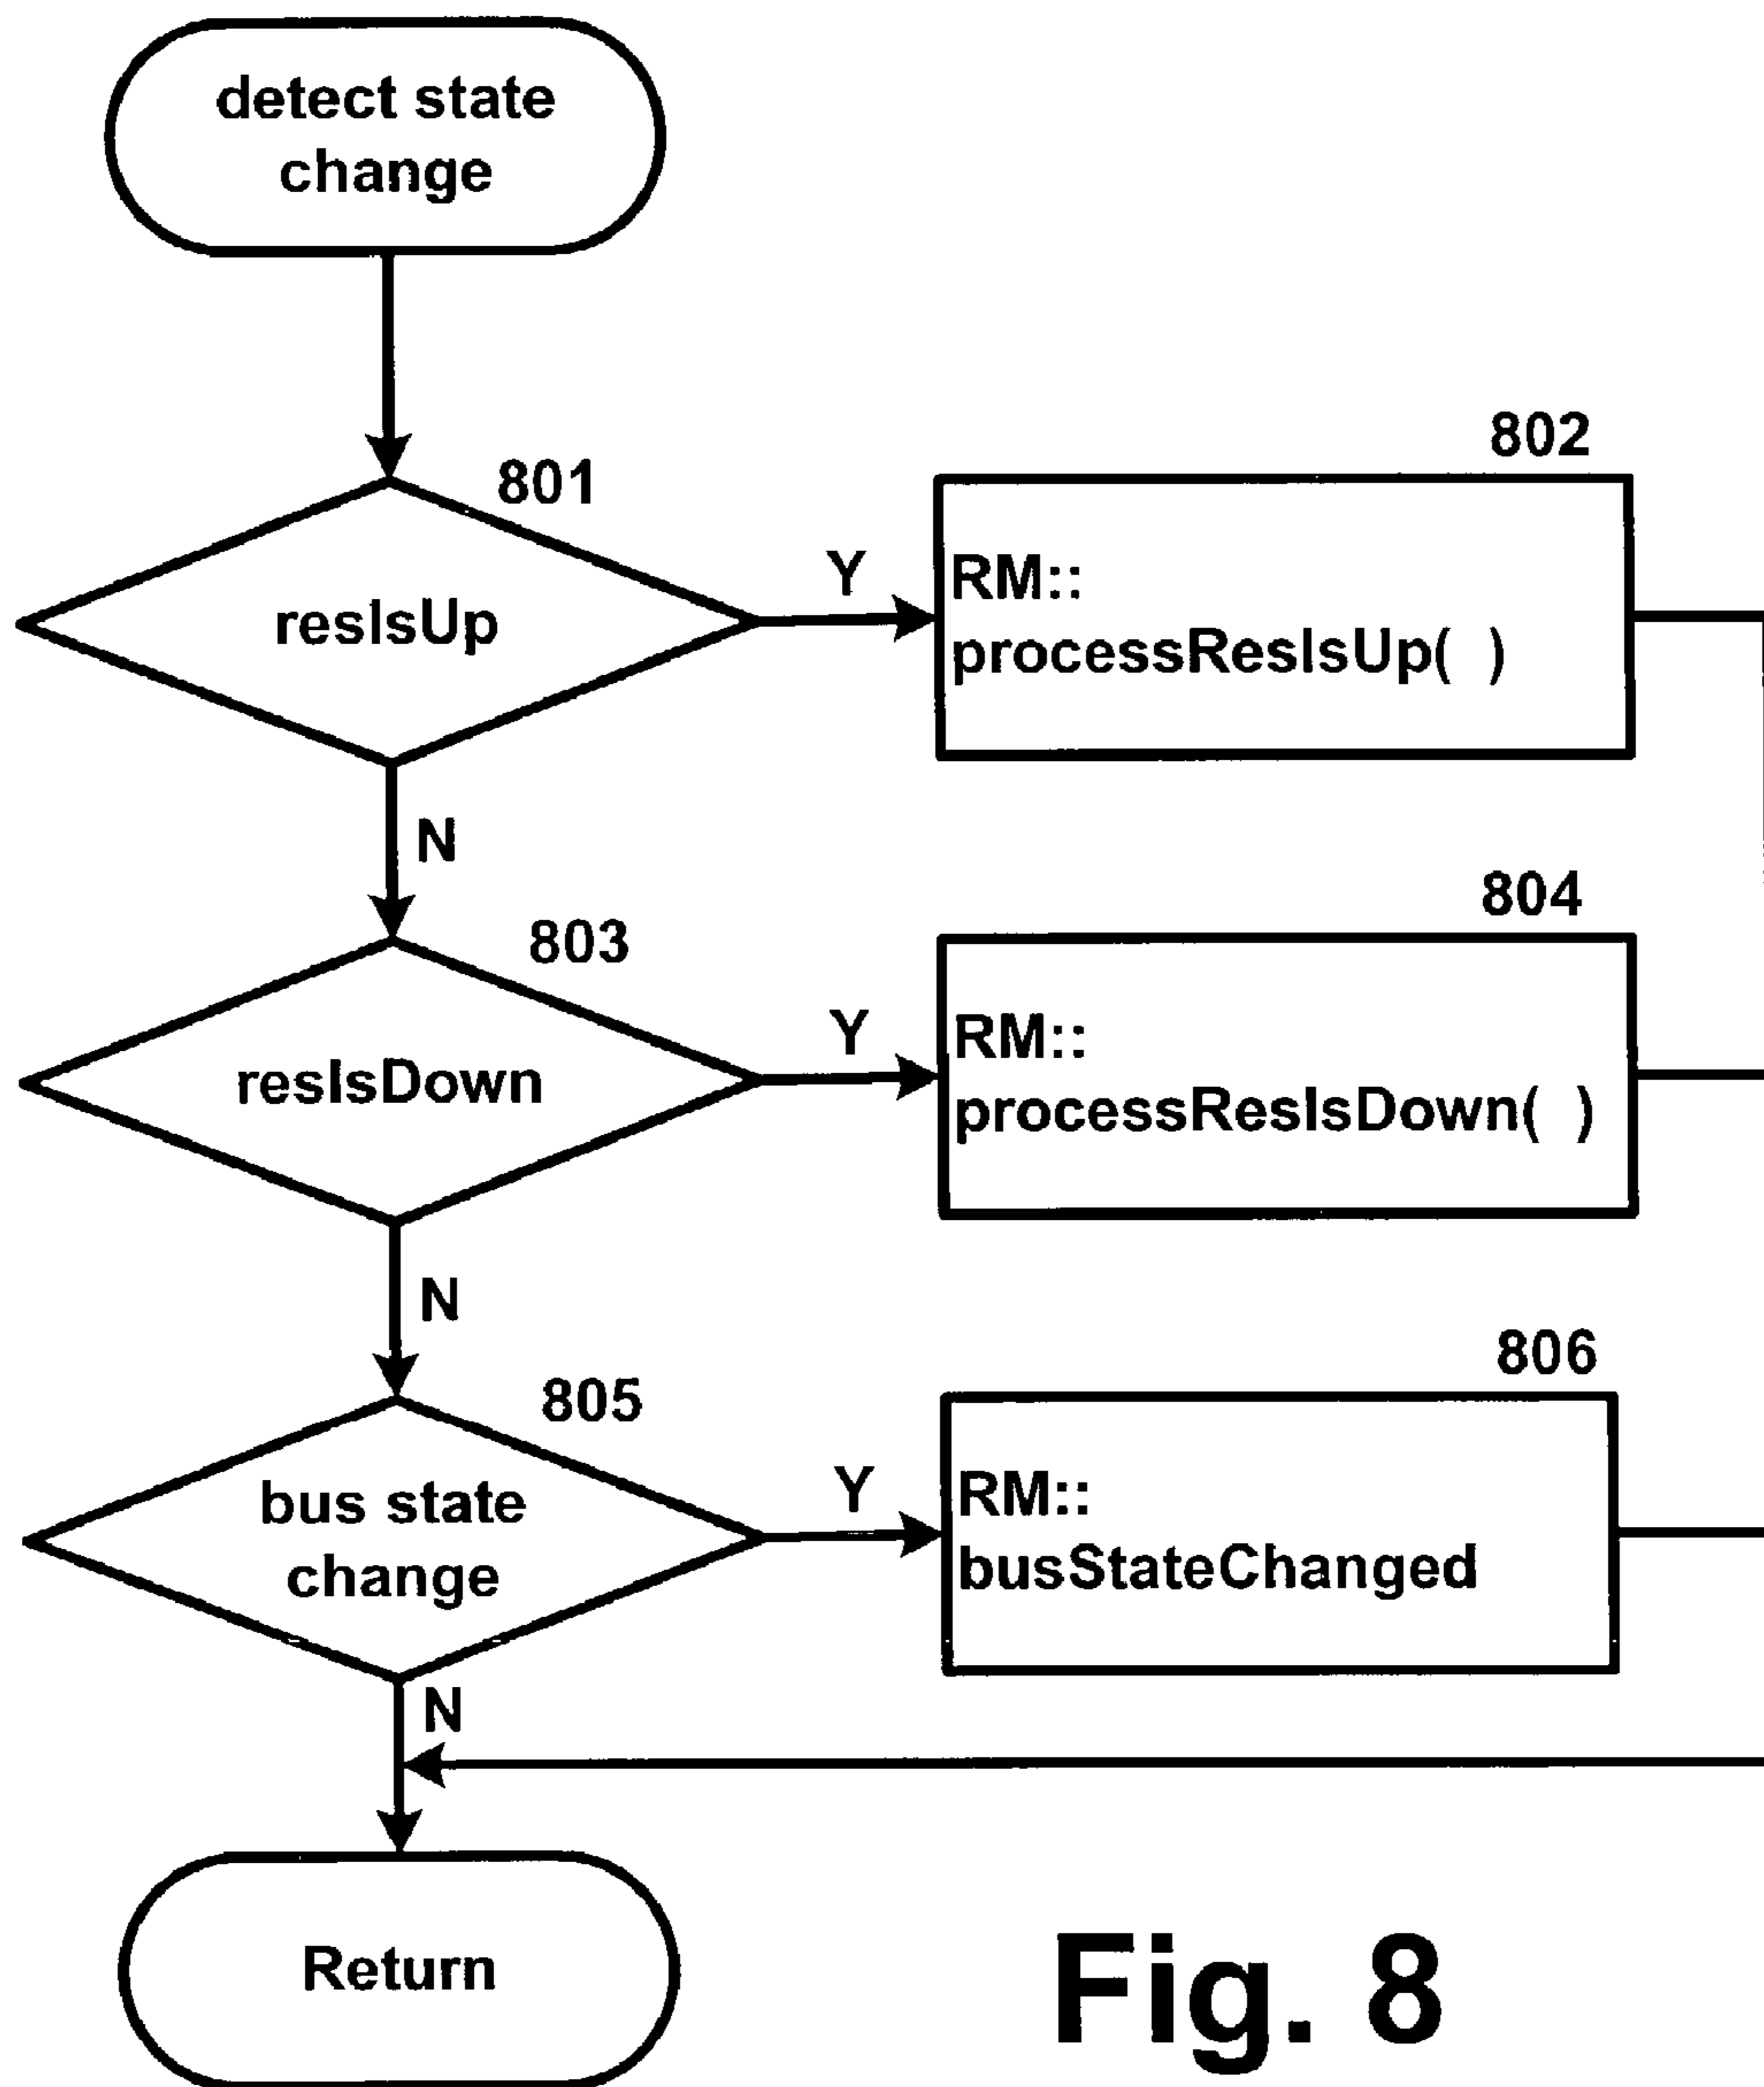 detect state
change
801
resIsUp
Y
802
RM::
processResIsUp( )
N
803
resIsDown
Y
804
RM::
processResIsDown( )
N
805
bus state
change
Y
806
RM::
busStateChanged
N
Return
Fig. 8